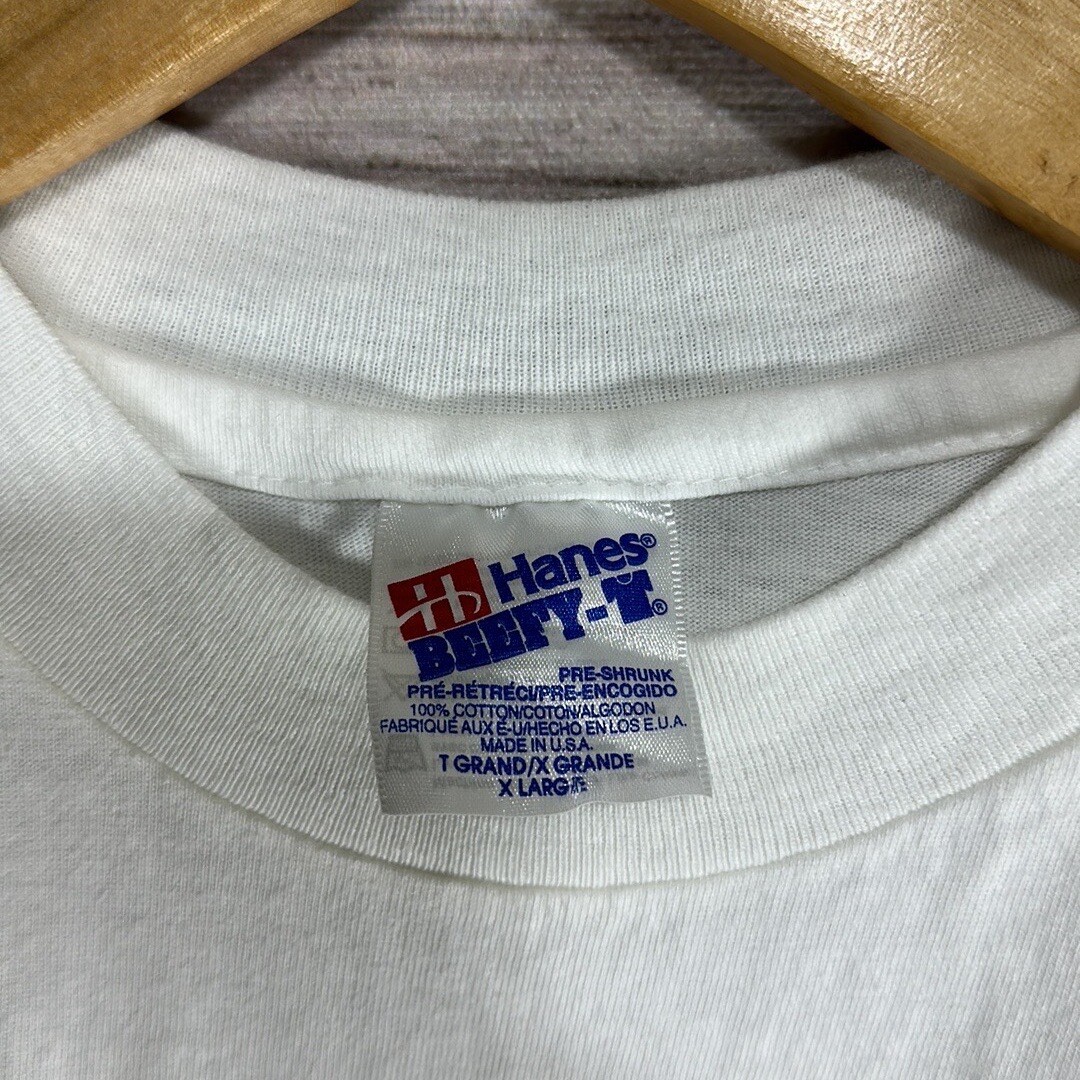 Hanes®
BEEFY-T®
PRE-SHRUNK
PRÉ-RÉTRÉCI/PRE-ENCOGIDO
100% COTTON/COTON/ALGODON
FABRIQUÉ AUX É-U/HECHO EN LOS E.U.A.
MADE IN U.S.A.
T GRAND/X GRANDE
X LARGE